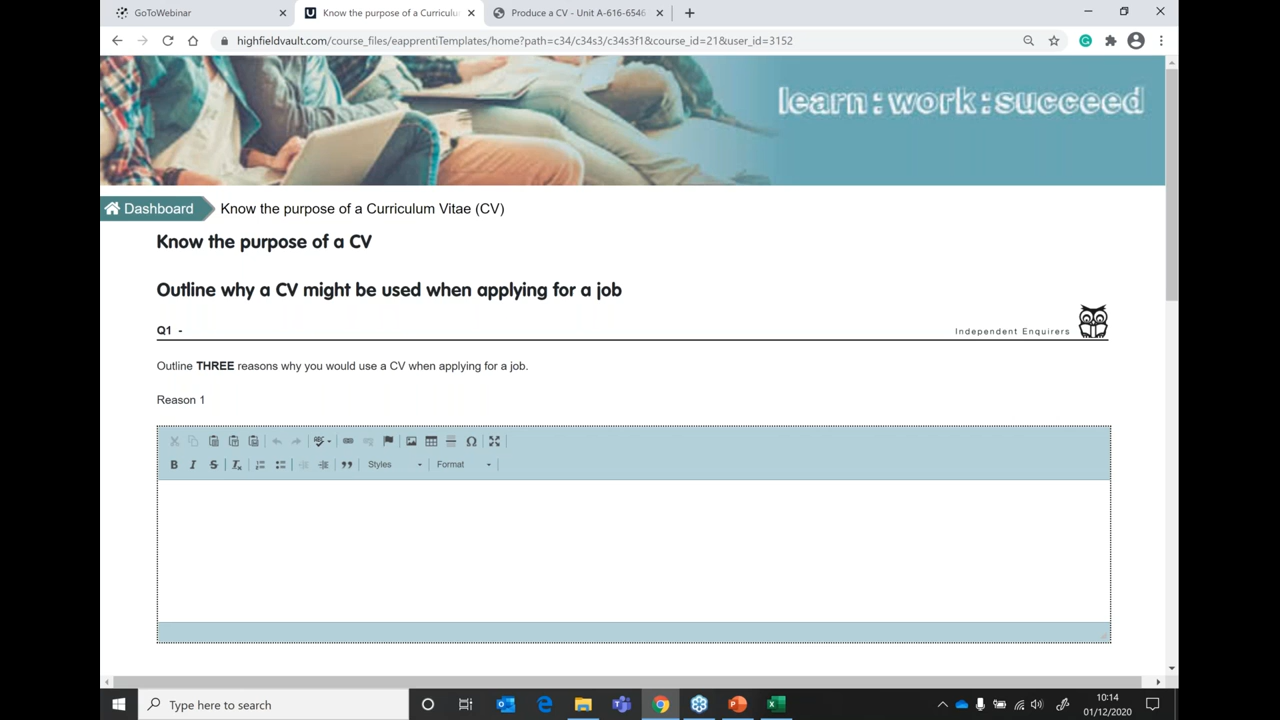 GoToWebinar
Know the purpose of a Curriculu
Produce a CV - Unit A-616-6546
highfieldvault.com/course_files/eapprentiTemplates/home?path=c34/c34s3/c34s3f1&course_id=21&user_id=3152
learn:work:succeed
Dashboard
Know the purpose of a Curriculum Vitae (CV)
Know the purpose of a CV
Outline why a CV might be used when applying for a job
Q1 -
Independent Enquirers
Outline THREE reasons why you would use a CV when applying for a job.
Reason 1
B I S Styles Format
Type here to search
10:14
01/12/2020